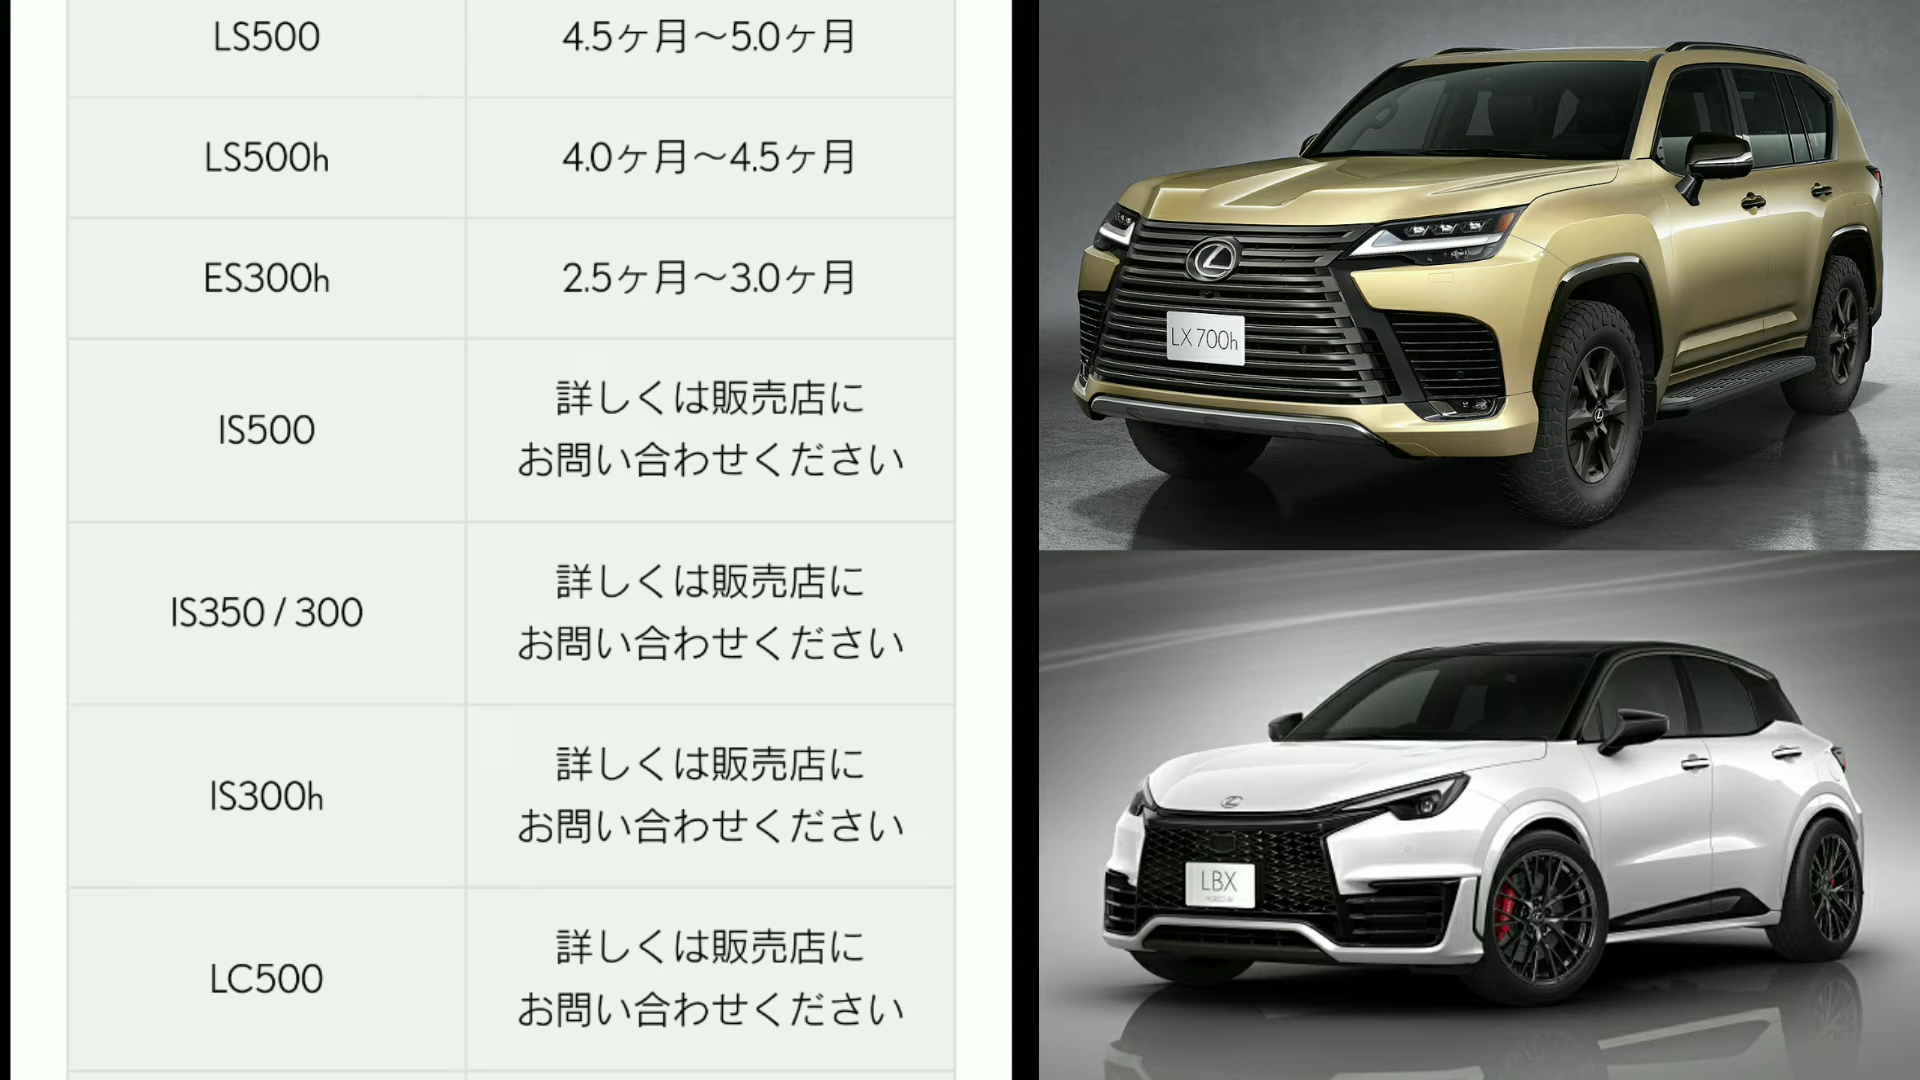 LS500
4.5ヶ月～5.0ヶ月
LS500h
4.0ヶ月～4.5ヶ月
ES300h
2.5ヶ月～3.0ヶ月
IS500
詳しくは販売店に
お問い合わせください
IS350 / 300
詳しくは販売店に
お問い合わせください
IS300h
詳しくは販売店に
お問い合わせください
LC500
詳しくは販売店に
お問い合わせください
LX 700h
LBX